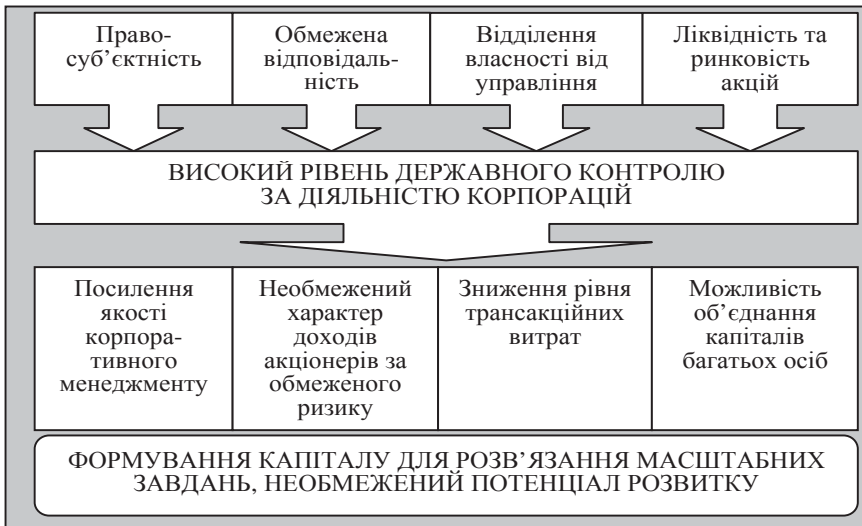 Право-
суб’єктність
Обмежена
відповідаль-
ність
Відділення
власності від
управління
Ліквідність та
ринковість
акцій
ВИСОКИЙ РІВЕНЬ ДЕРЖАВНОГО КОНТРОЛЮ
ЗА ДІЯЛЬНІСТЮ КОРПОРАЦІЙ
Посилення
якості
корпора-
тивного
менеджменту
Необмежений
характер
доходів
акціонерів за
обмеженого
ризику
Зниження рівня
трансакційних
витрат
Можливість
об’єднання
капіталів
багатьох осіб
ФОРМУВАННЯ КАПІТАЛУ ДЛЯ РОЗВ’ЯЗАННЯ МАСШТАБНИХ
ЗАВДАНЬ, НЕОБМЕЖЕНИЙ ПОТЕНЦІАЛ РОЗВИТКУ